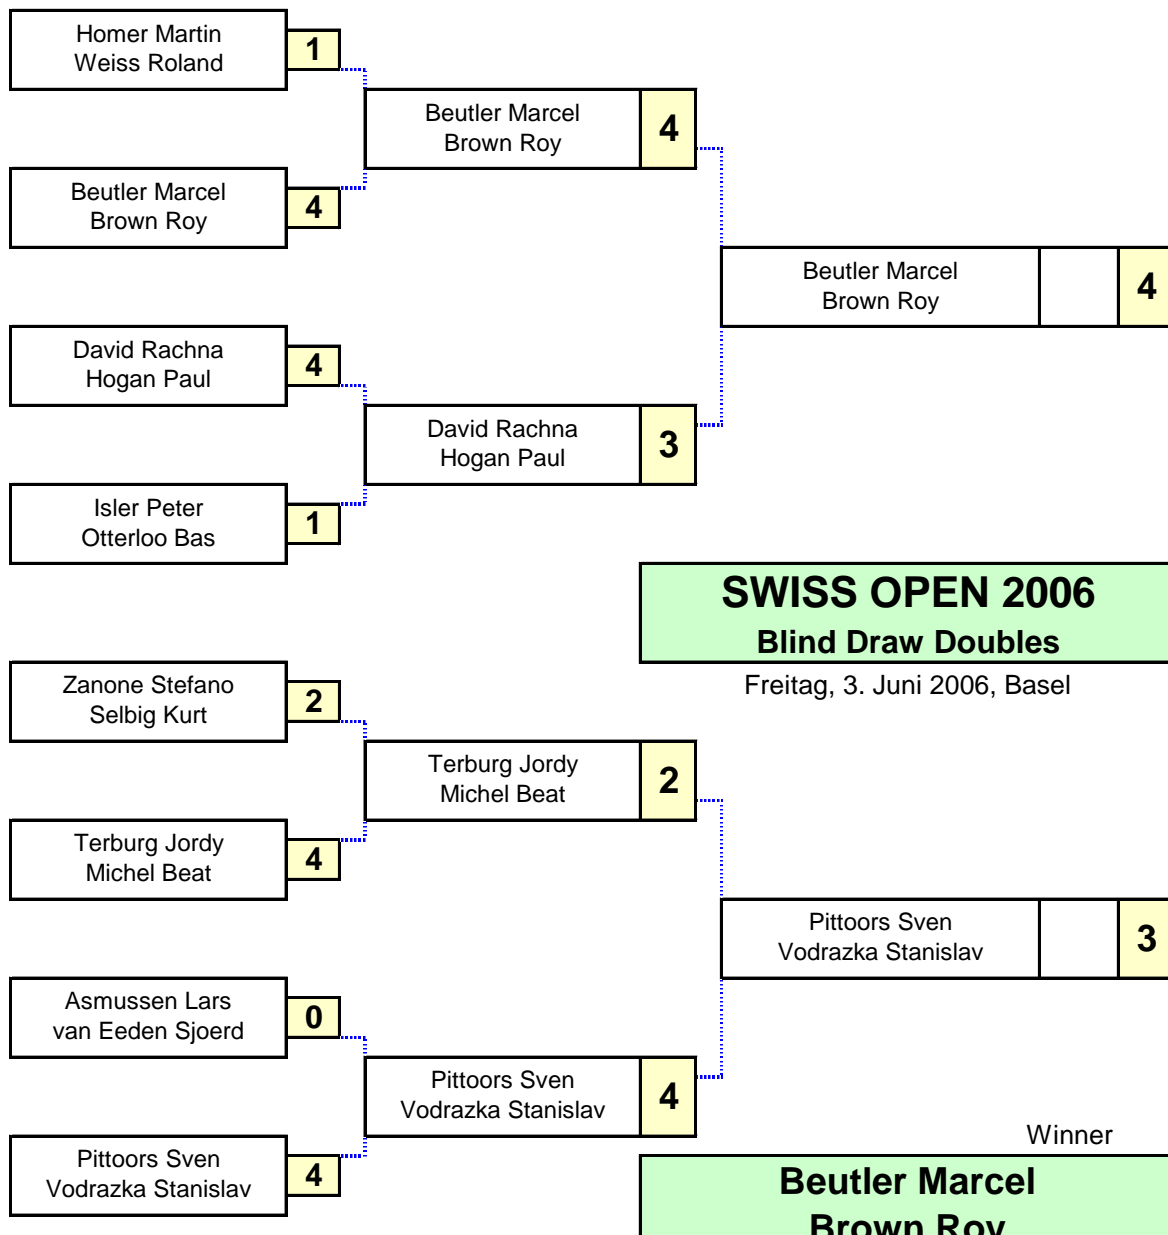 Homer Martin
Weiss Roland
1
Beutler Marcel
Brown Roy
4
Beutler Marcel
Brown Roy
4
Beutler Marcel
Brown Roy
4
David Rachna
Hogan Paul
4
David Rachna
Hogan Paul
3
Isler Peter
Otterloo Bas
1
SWISS OPEN 2006
Blind Draw Doubles
Freitag, 3. Juni 2006, Basel
Zanone Stefano
Selbig Kurt
2
Terburg Jordy
Michel Beat
2
Terburg Jordy
Michel Beat
4
Pittoors Sven
Vodrazka Stanislav
3
Asmussen Lars
van Eeden Sjoerd
0
Pittoors Sven
Vodrazka Stanislav
4
Pittoors Sven
Vodrazka Stanislav
4
Winner
Beutler Marcel
Brown Roy